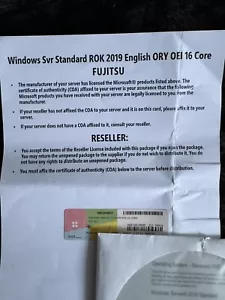 Windows Svr Standard ROK 2019 English ORY OEI 16 Core
FUJITSU
• The manufacturer of your server has licensed the Microsoft® products listed above. The
certificate of authenticity (COA) affixed to your server is your assurance that the following
Microsoft products you have received with your server are legally licensed to you from the
manufacturer.
• If your reseller has not affixed the COA to your server and it is on this card, please affix it to your
server.
• If your server does not have a COA affixed to it, consult your reseller.
RESELLER:
• You accept the terms of the Reseller License included with this package if you open the package.
You may return the unopened package to the supplier if you do not wish to distribute it. You do
not have any rights to distribute an opened package.
• You must affix the certificate of authenticity (COA) below to the server before distribution.